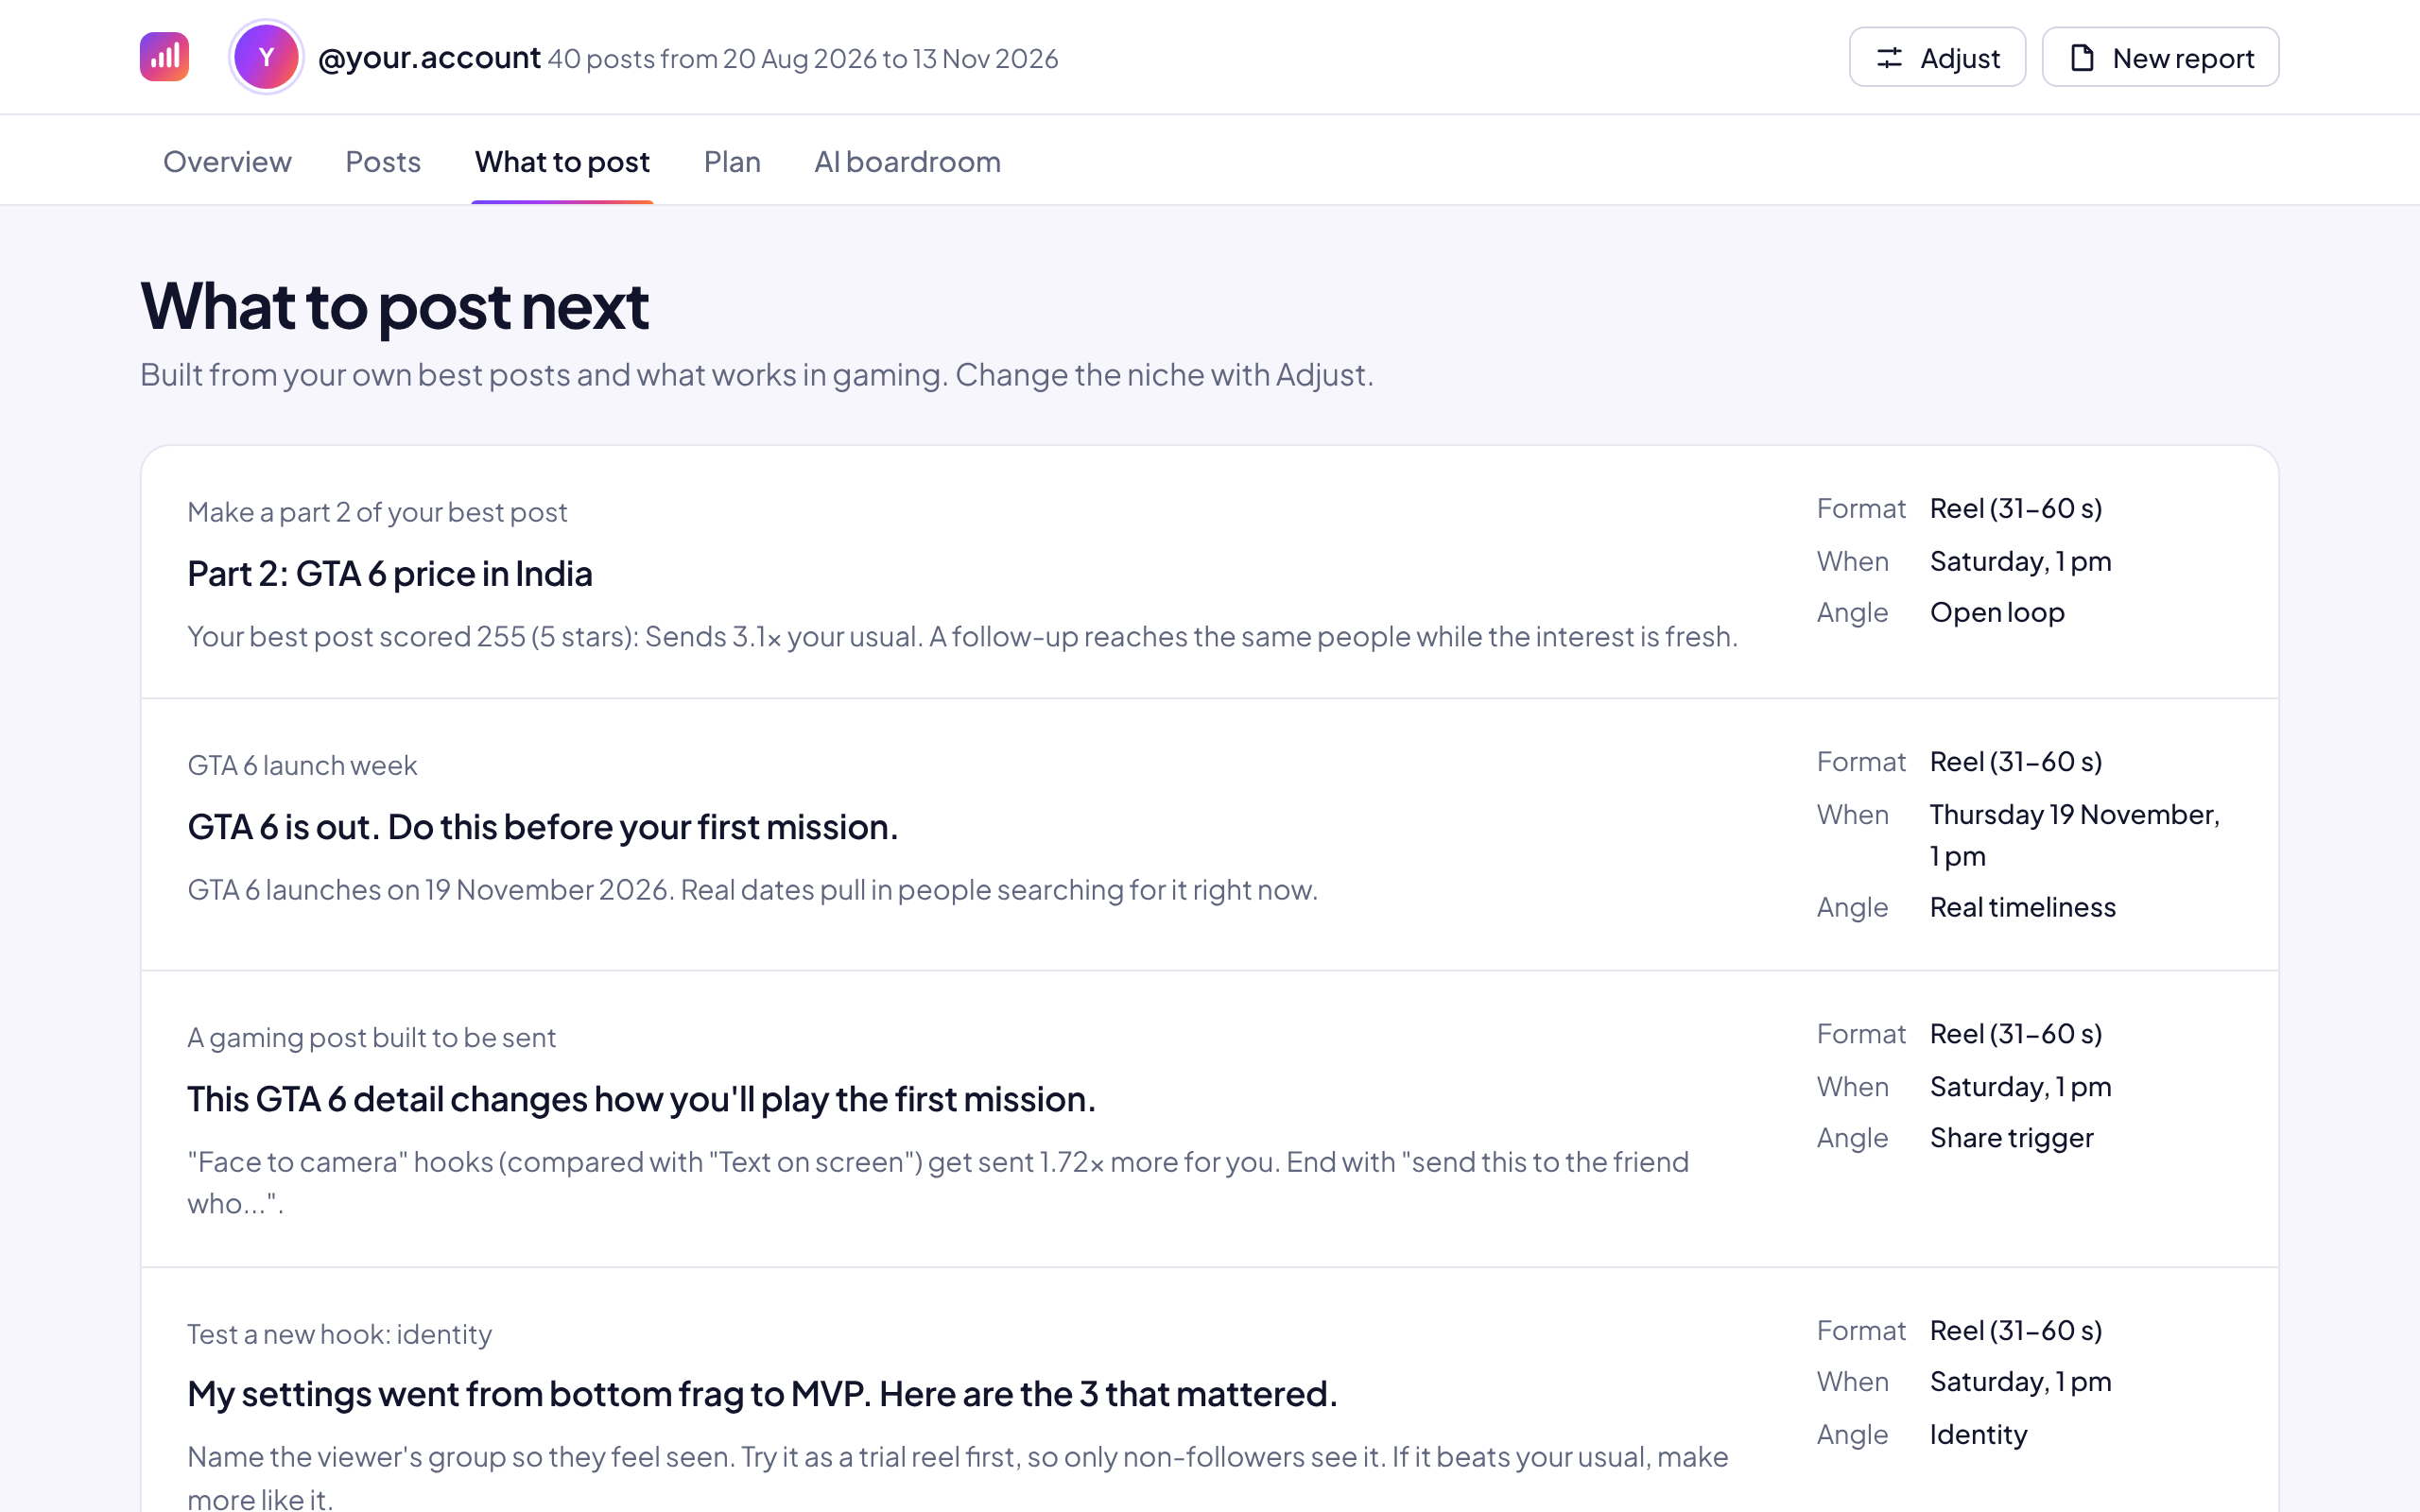 Y
@your.account 40 posts from 20 Aug 2026 to 13 Nov 2026
Adjust
New report
Overview
Posts
What to post
Plan
AI boardroom
What to post next
Built from your own best posts and what works in gaming. Change the niche with Adjust.
Make a part 2 of your best post
Part 2: GTA 6 price in India
Your best post scored 255 (5 stars): Sends 3.1× your usual. A follow-up reaches the same people while the interest is fresh.
Format Reel (31–60 s)
When Saturday, 1 pm
Angle Open loop
GTA 6 launch week
GTA 6 is out. Do this before your first mission.
GTA 6 launches on 19 November 2026. Real dates pull in people searching for it right now.
Format Reel (31–60 s)
When Thursday 19 November,
1 pm
Angle Real timeliness
A gaming post built to be sent
This GTA 6 detail changes how you'll play the first mission.
"Face to camera" hooks (compared with "Text on screen") get sent 1.72× more for you. End with "send this to the friend
who...".
Format Reel (31–60 s)
When Saturday, 1 pm
Angle Share trigger
Test a new hook: identity
My settings went from bottom frag to MVP. Here are the 3 that mattered.
Name the viewer's group so they feel seen. Try it as a trial reel first, so only non-followers see it. If it beats your usual, make
more like it.
Format Reel (31–60 s)
When Saturday, 1 pm
Angle Identity